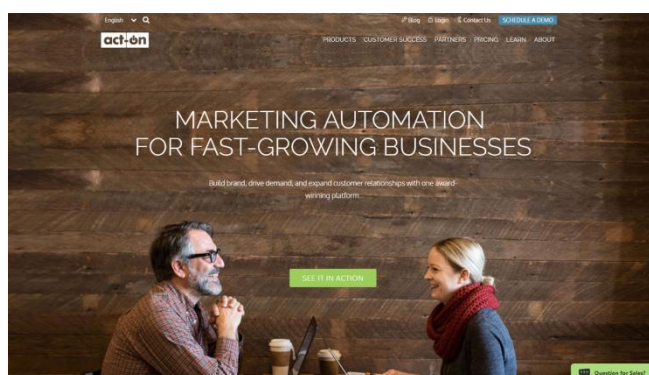 English
Blog Login Contact Us SCHEDULE A DEMO
act-on
PRODUCTS CUSTOMER SUCCESS PARTNERS PRICING LEARN ABOUT
MARKETING AUTOMATION
FOR FAST-GROWING BUSINESSES
Build brand, drive demand, and expand customer relationships with one award-
winning platform.
SEE IT IN ACTION
Question for Sales?